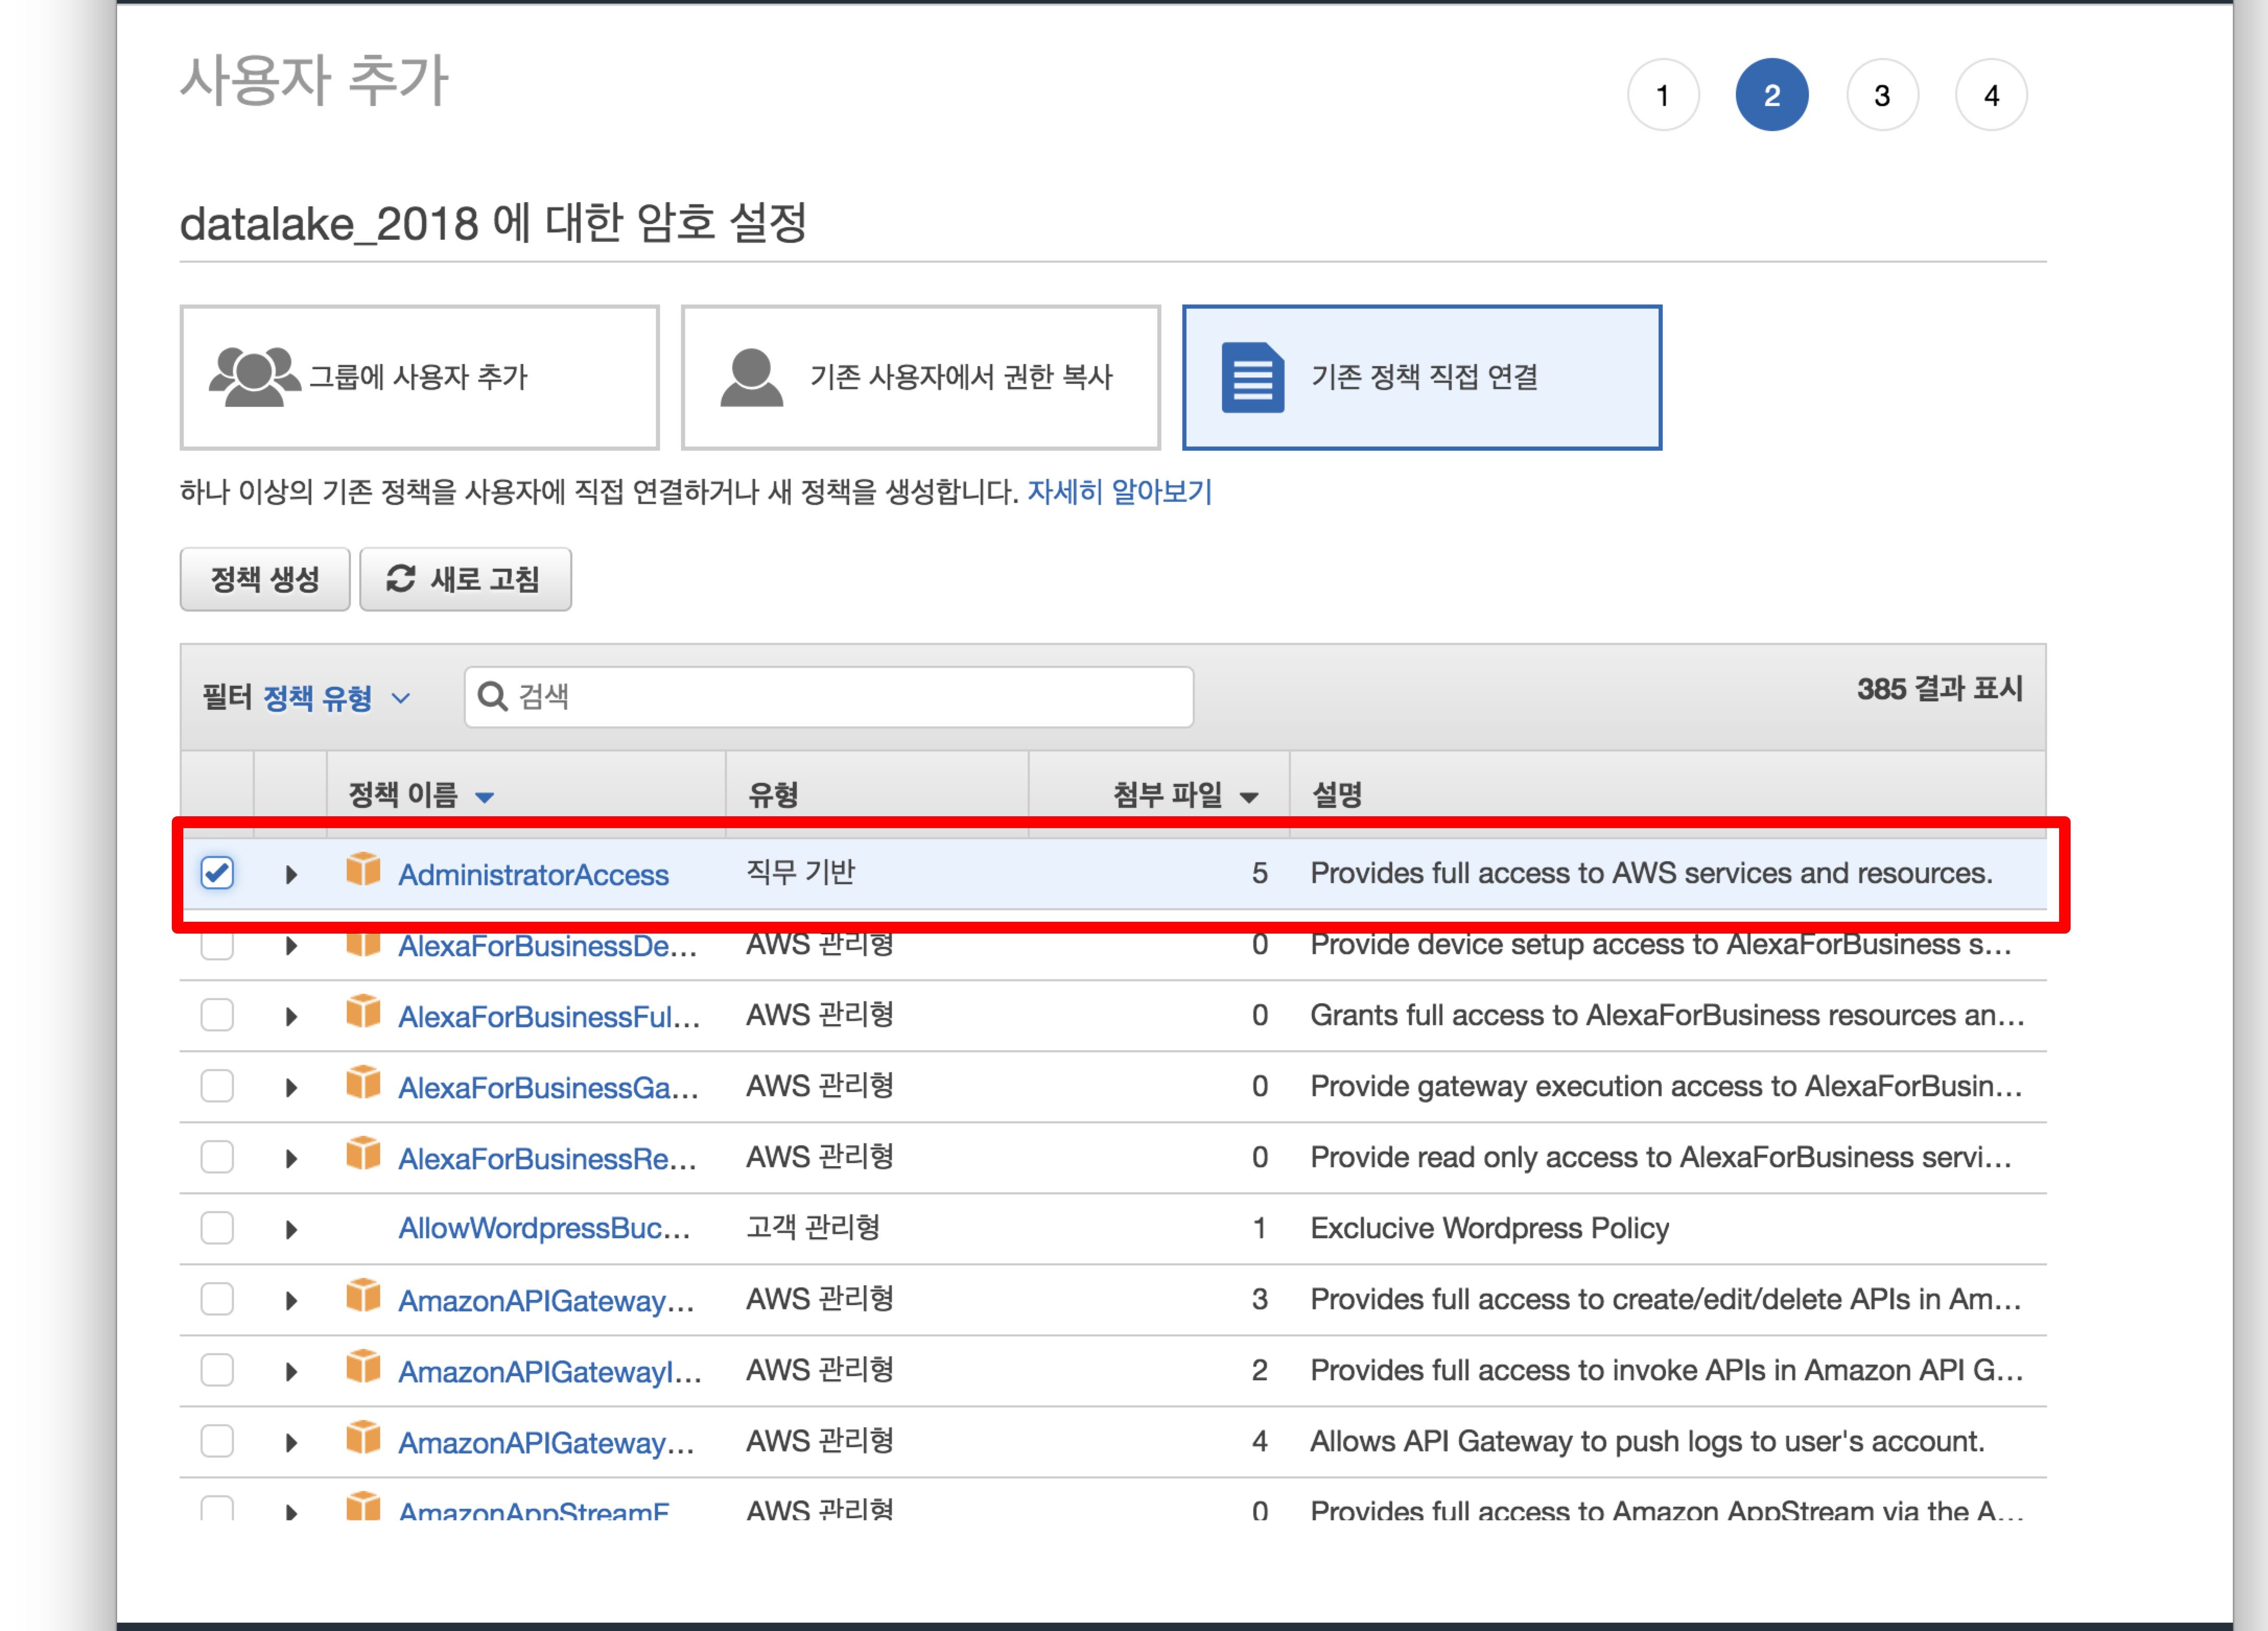 사용자 추가
1 2 3 4
datalake_2018 에 대한 암호 설정
그룹에 사용자 추가
기존 사용자에서 권한 복사
기존 정책 직접 연결
하나 이상의 기존 정책을 사용자에 직접 연결하거나 새 정책을 생성합니다. 자세히 알아보기
정책 생성 새로 고침
필터 정책 유형 검색 385 결과 표시
정책 이름 유형 첨부 파일 설명
AdministratorAccess 직무 기반 5 Provides full access to AWS services and resources.
AlexaForBusinessDe... AWS 관리형 0 Provide device setup access to AlexaForBusiness s...
AlexaForBusinessFul... AWS 관리형 0 Grants full access to AlexaForBusiness resources an...
AlexaForBusinessGa... AWS 관리형 0 Provide gateway execution access to AlexaForBusin...
AlexaForBusinessRe... AWS 관리형 0 Provide read only access to AlexaForBusiness servi...
AllowWordpressBuc... 고객 관리형 1 Exclucive Wordpress Policy
AmazonAPIGateway... AWS 관리형 3 Provides full access to create/edit/delete APIs in Am...
AmazonAPIGatewayI... AWS 관리형 2 Provides full access to invoke APIs in Amazon API G...
AmazonAPIGateway... AWS 관리형 4 Allows API Gateway to push logs to user's account.
AmazonAppStreamF AWS 관리형 0 Provides full access to Amazon AppStream via the A...